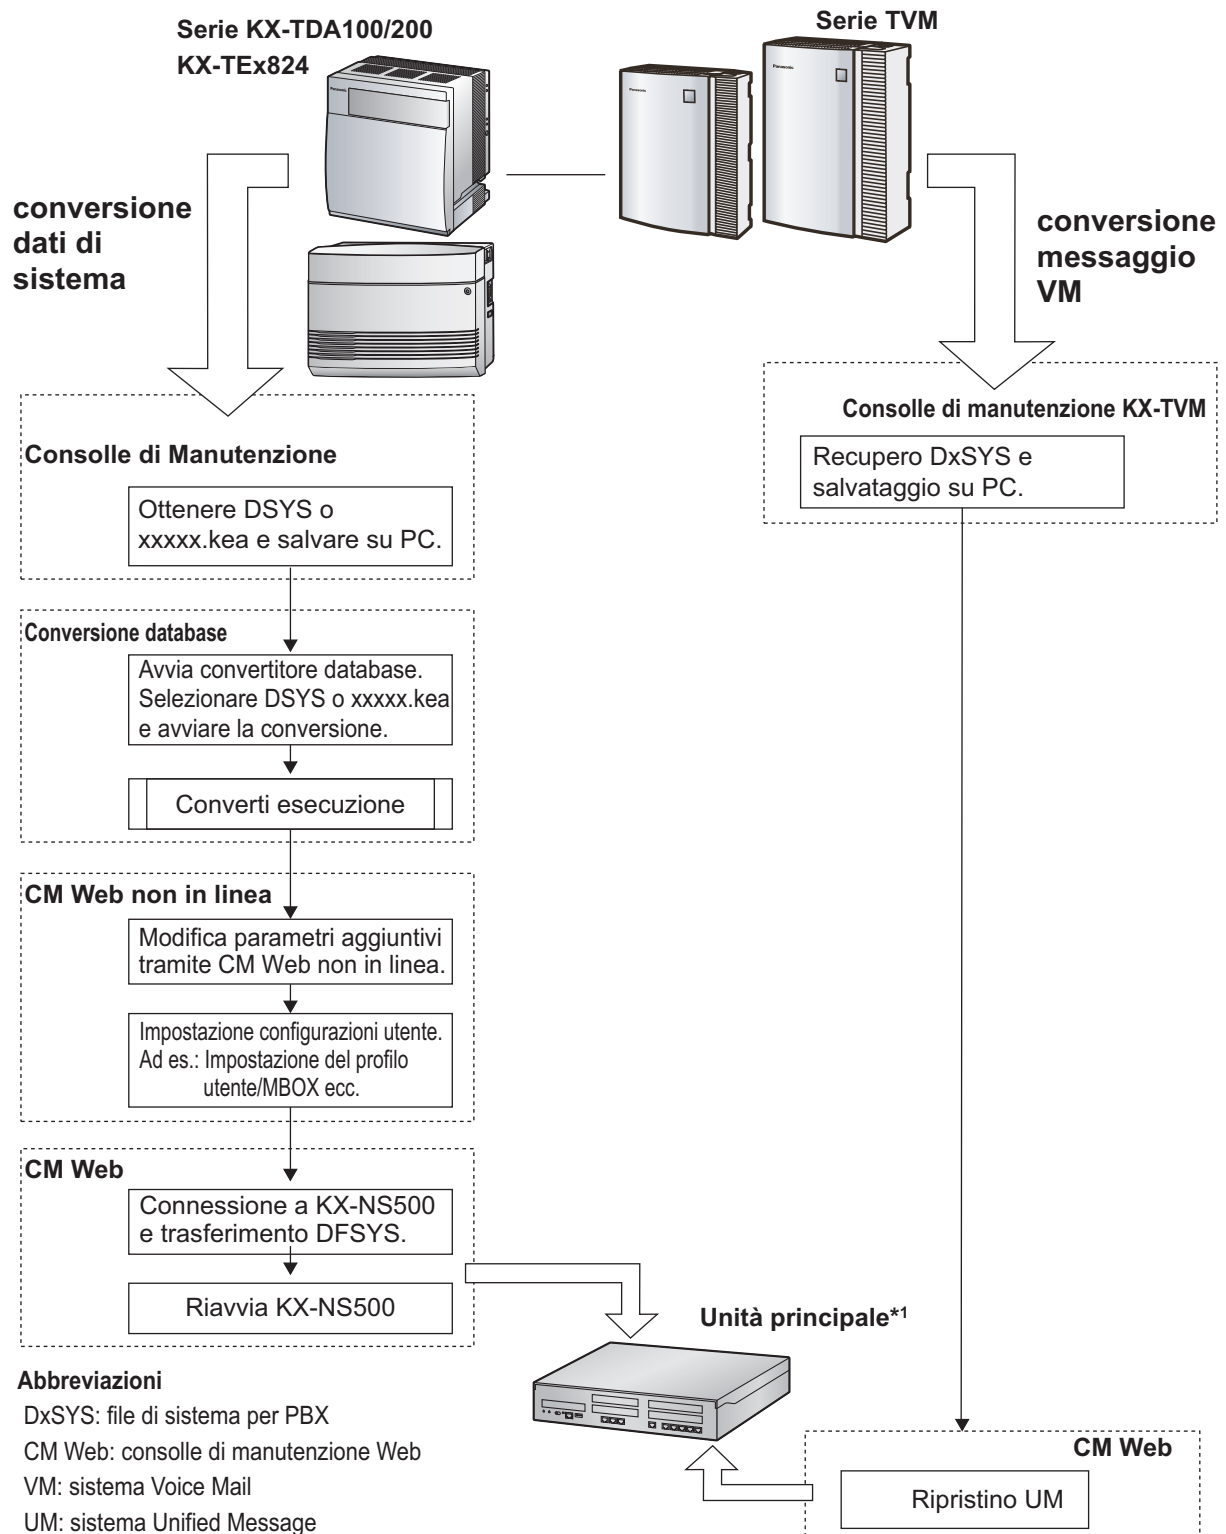 Serie KX-TDA100/200
KX-TEx824
Serie TVM
Panasonic
Panasonic
Panasonic
conversione
dati di
sistema
conversione
messaggio
VM
Consolle di manutenzione KX-TVM
Recupero DxSYS e
salvataggio su PC.
Consolle di Manutenzione
Ottenere DSYS o
xxxxx.kea e salvare su PC.
Conversione database
Avvia convertitore database.
Selezionare DSYS o xxxxx.kea
e avviare la conversione.
Converti esecuzione
CM Web non in linea
Modifica parametri aggiuntivi
tramite CM Web non in linea.
Impostazione configurazioni utente.
Ad es.: Impostazione del profilo
utente/MBOX ecc.
CM Web
Connessione a KX-NS500
e trasferimento DFSYS.
Riavvia KX-NS500
Unità principale*1
Abbreviazioni
DxSYS: file di sistema per PBX
CM Web: consolle di manutenzione Web
VM: sistema Voice Mail
UM: sistema Unified Message
CM Web
Ripristino UM